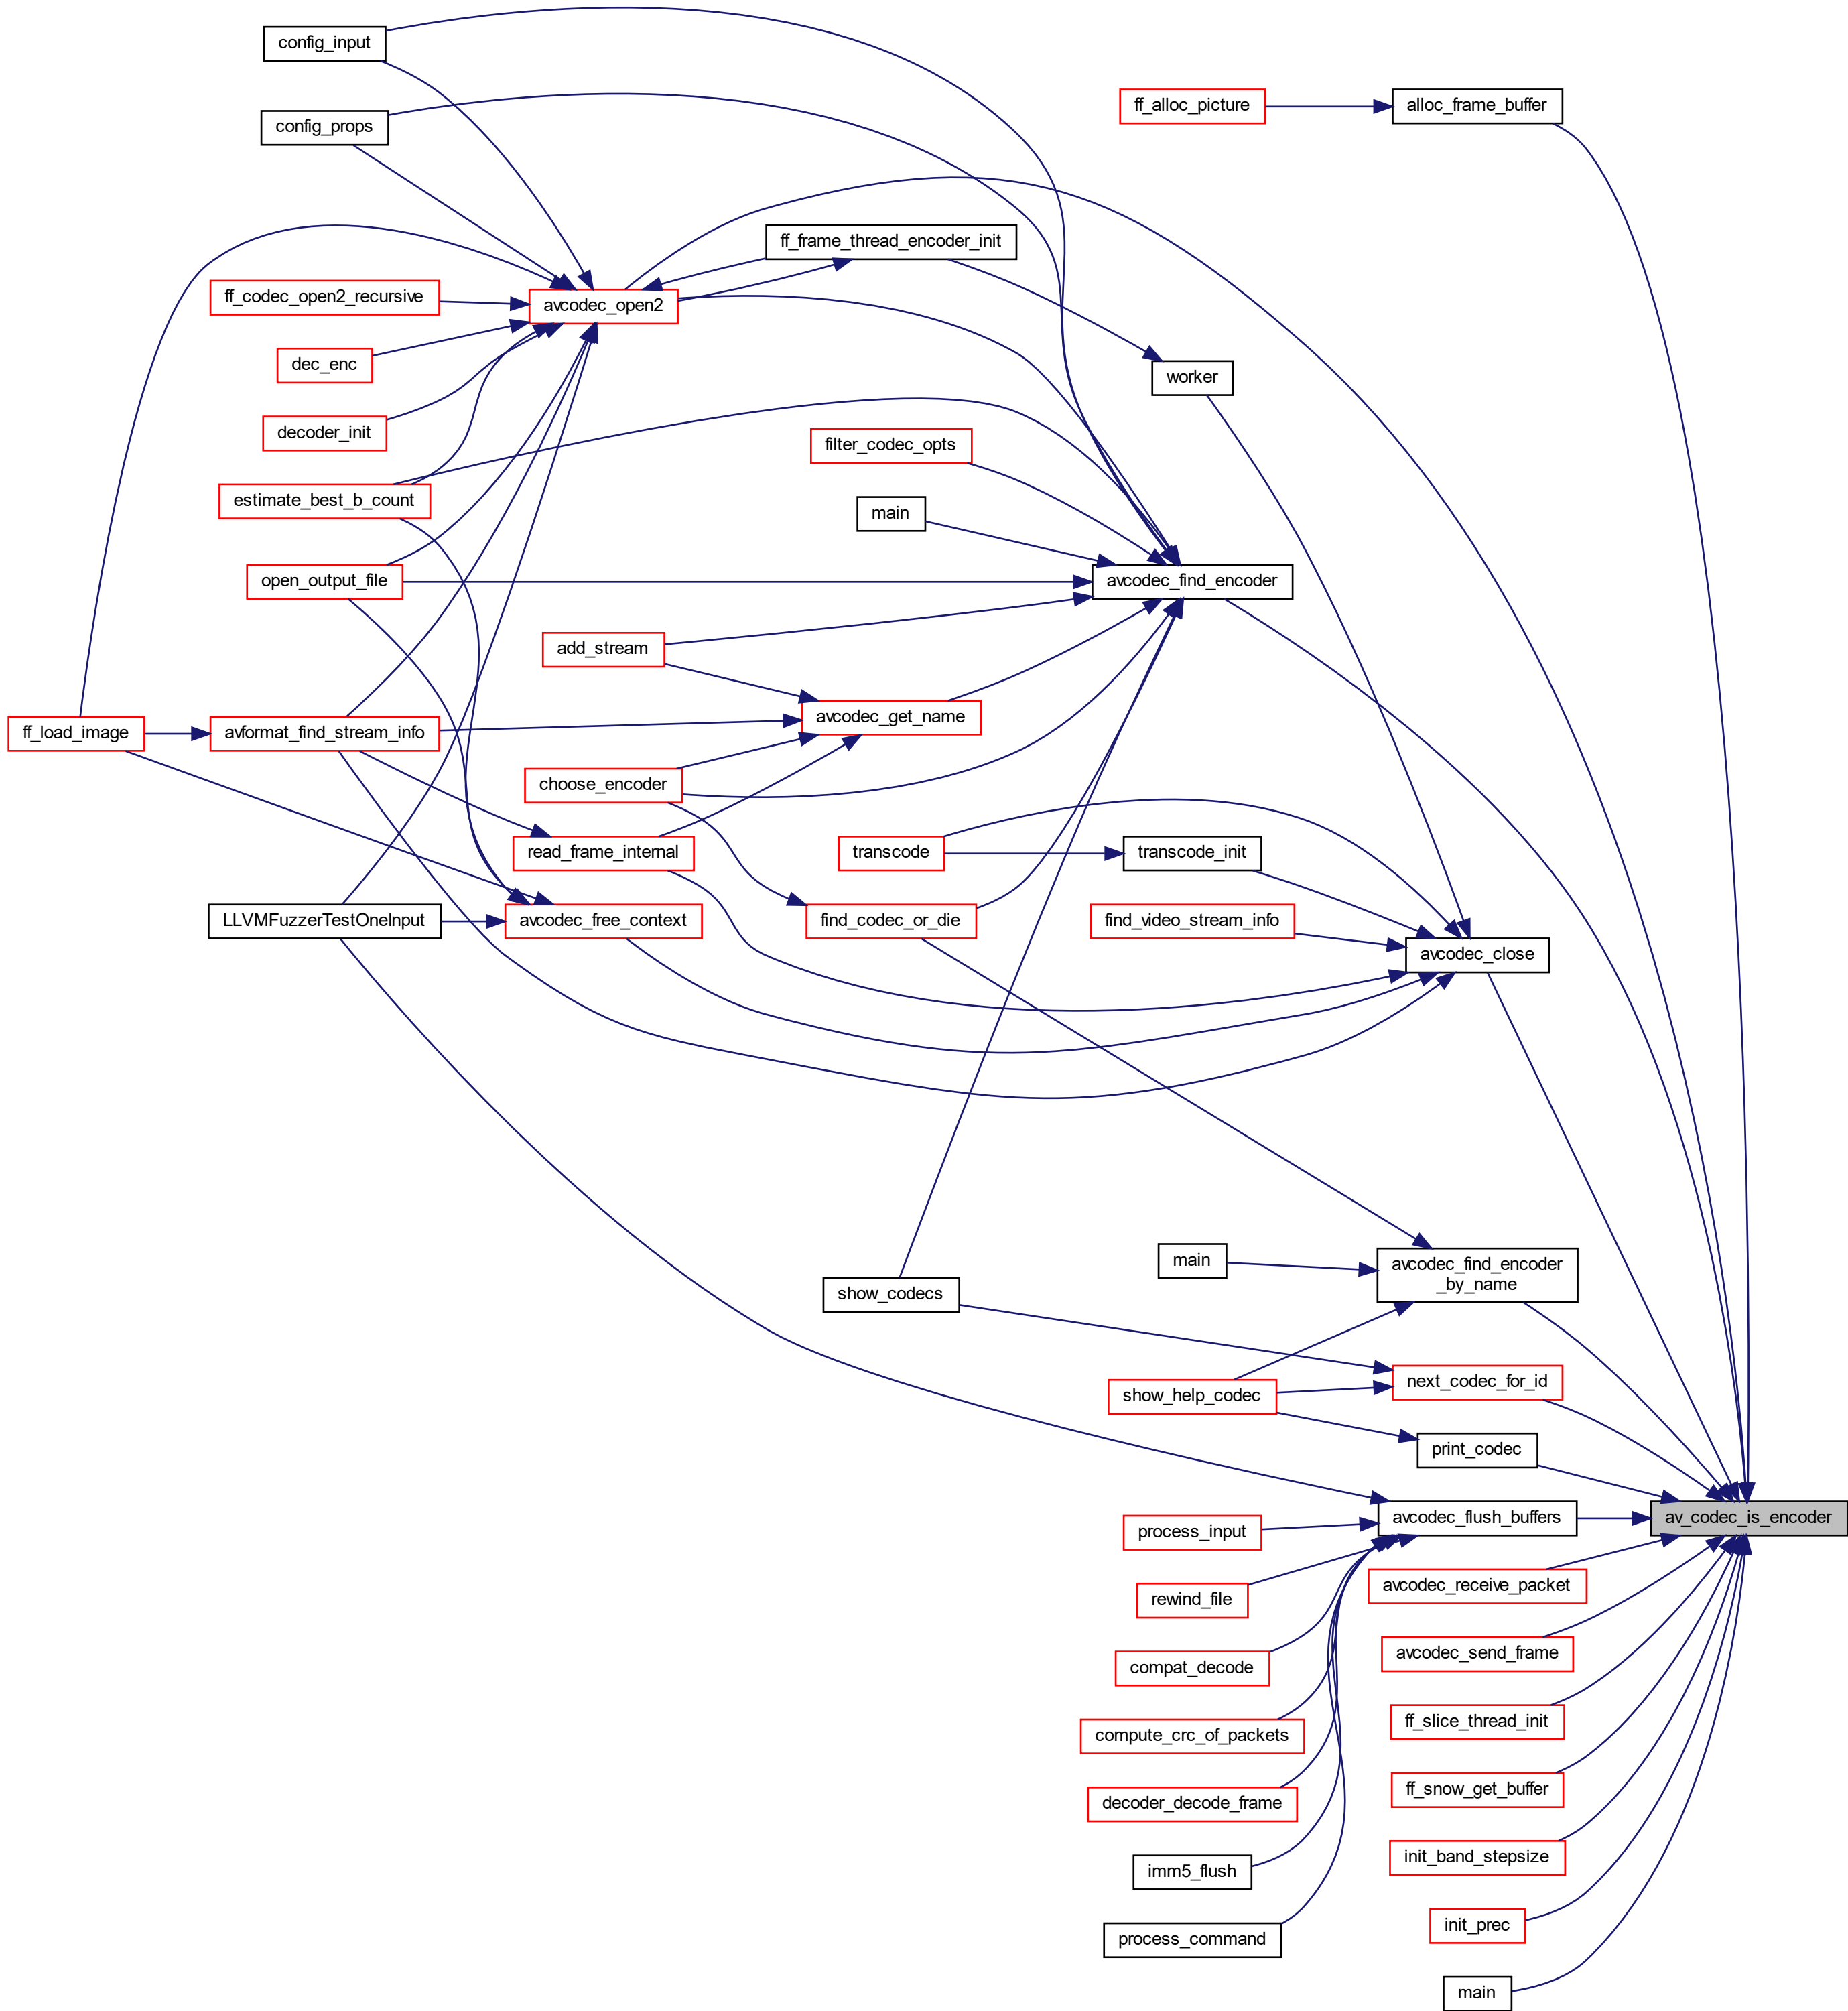 config_input
config_props
ff_alloc_picture
alloc_frame_buffer
ff_frame_thread_encoder_init
ff_codec_open2_recursive
avcodec_open2
dec_enc
worker
decoder_init
filter_codec_opts
estimate_best_b_count
main
open_output_file
avcodec_find_encoder
add_stream
ff_load_image
avformat_find_stream_info
avcodec_get_name
choose_encoder
read_frame_internal
transcode
transcode_init
LLVMFuzzerTestOneInput
avcodec_free_context
find_codec_or_die
find_video_stream_info
avcodec_close
main
avcodec_find_encoder
_by_name
show_codecs
show_help_codec
next_codec_for_id
print_codec
process_input
avcodec_flush_buffers
av_codec_is_encoder
rewind_file
avcodec_receive_packet
compat_decode
avcodec_send_frame
compute_crc_of_packets
ff_slice_thread_init
decoder_decode_frame
ff_snow_get_buffer
imm5_flush
init_band_stepsize
process_command
init_prec
main